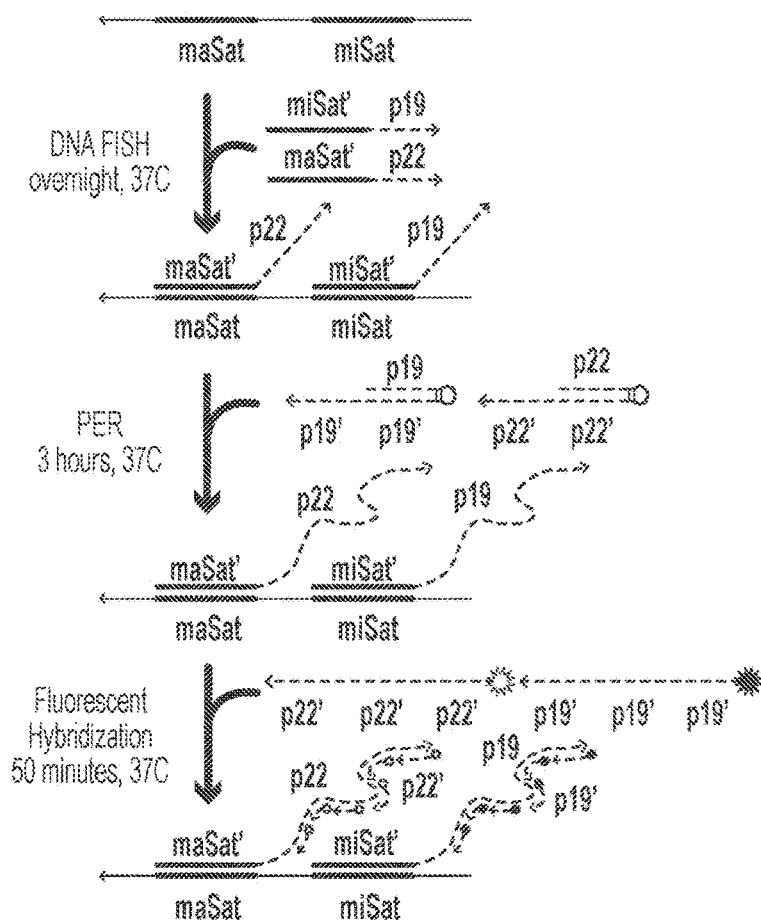 maSat miSat
miSat' p19
DNA FISH
overnight, 37C
maSat' p22
p22 p19
maSat' miSat'
maSat miSat
p19 p22
PER
3 hours, 37C
p19' p19' p22' p22'
p22 p19
maSat' miSat'
maSat miSat
Fluorescent
Hybridization
50 minutes, 37C
p22' p22' p22' p19' p19' p19'
p22 p22' p19 p19'
maSat' miSat'
maSat miSat